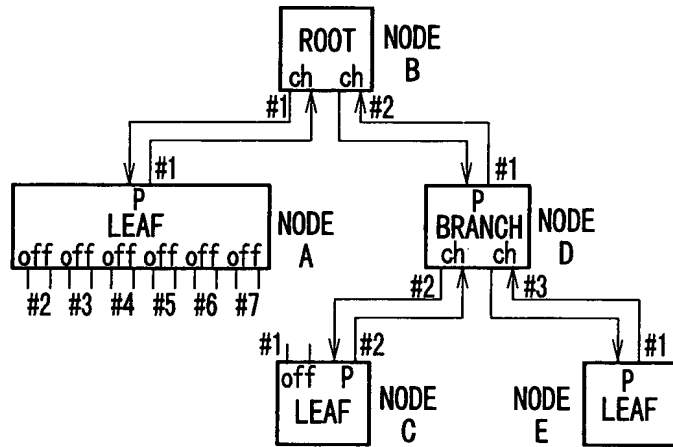 ROOT
NODE
B
ch ch
#1 #2
#1 #1
P
LEAF
off off off off off off
NODE
A
#2 #3 #4 #5 #6 #7
P
BRANCH
ch ch
NODE
D
#2 #3
#1 #2 #1
off P
LEAF
NODE
C
NODE
E
P
LEAF